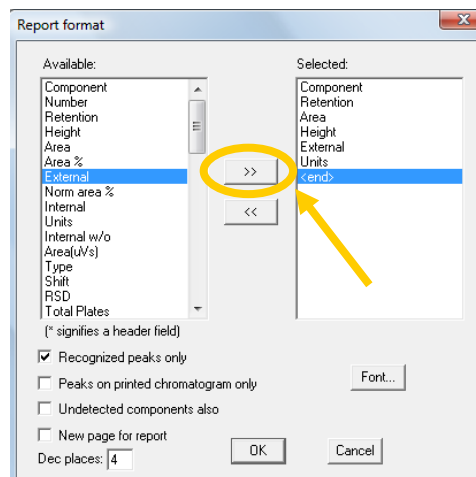 Report format
X
Available:
Component
Number
Retention
Height
Area
Area %
External
Norm area %
Internal
Units
Internal w/o
Area(uVs)
Type
Shift
RSD
Total Plates
(* signifies a header field)
>>
<<
Selected:
Component
Retention
Area
Height
External
Units
<end>
Recognized peaks only
Peaks on printed chromatogram only
Undetected components also
New page for report
Dec places: 4
Font...
OK
Cancel